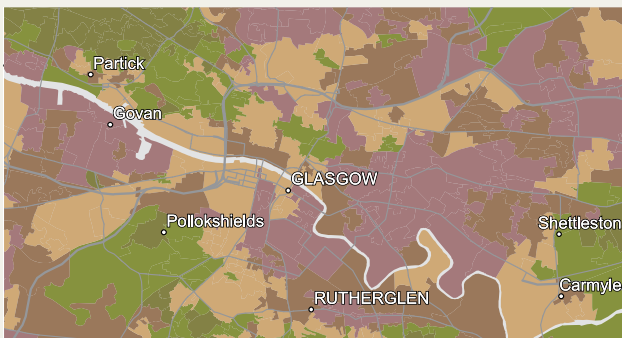 Partick
Govan
GLASGOW
Pollokshields
Shettleston
Carmyle
RUTHERGLEN